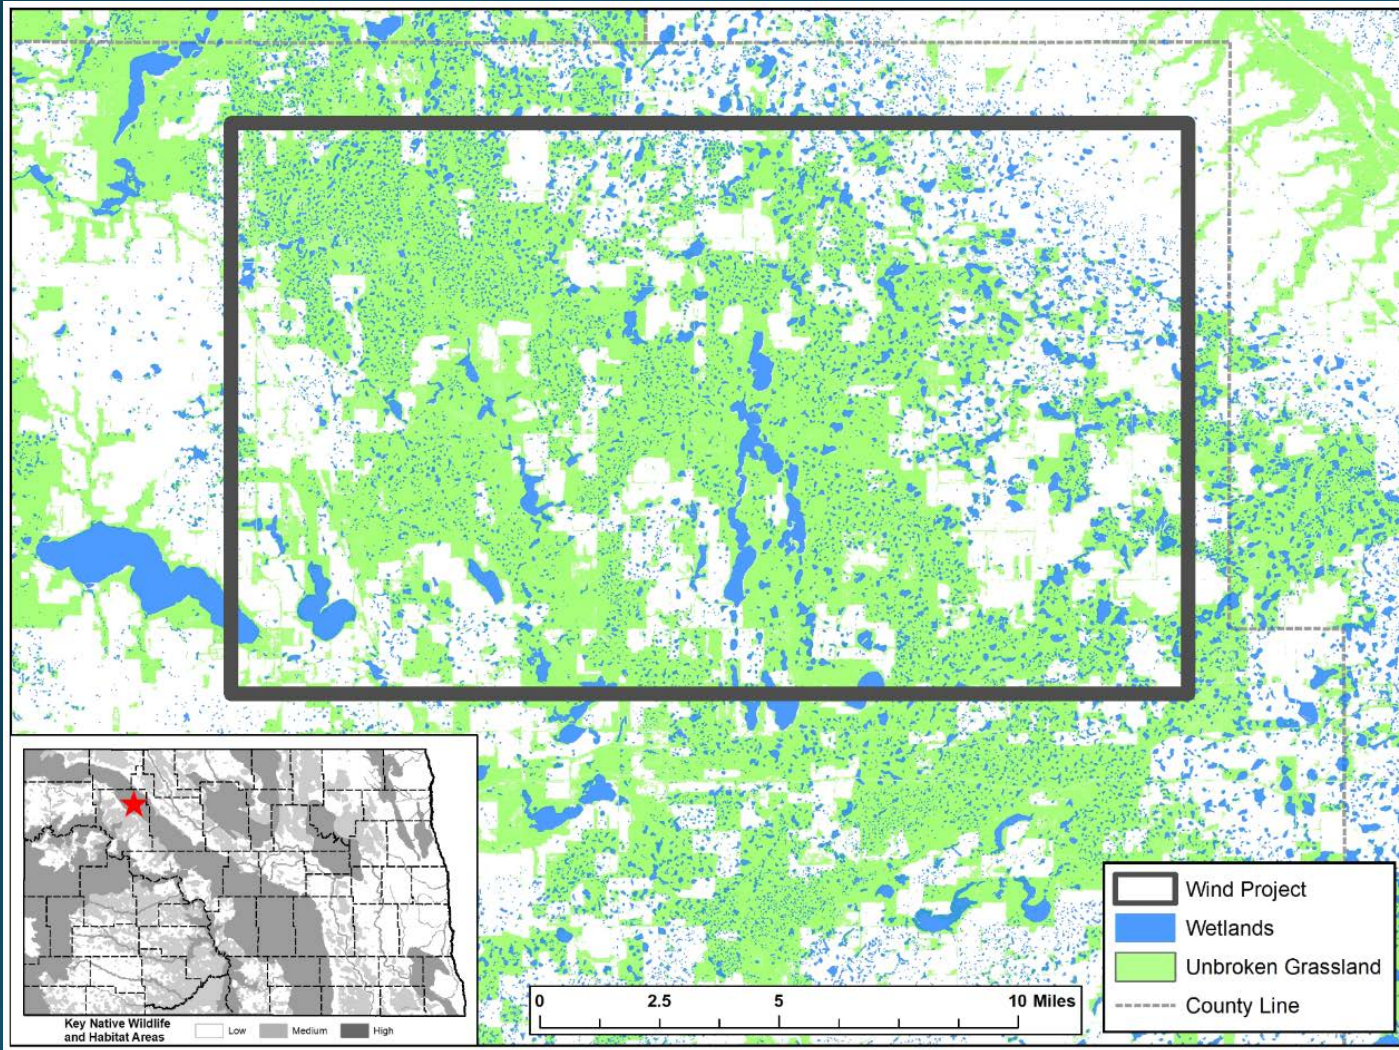 Wind Project
Wetlands
Unbroken Grassland
County Line
0 2.5 5 10 Miles
Key Native Wildlife
and Habitat Areas
Low Medium High